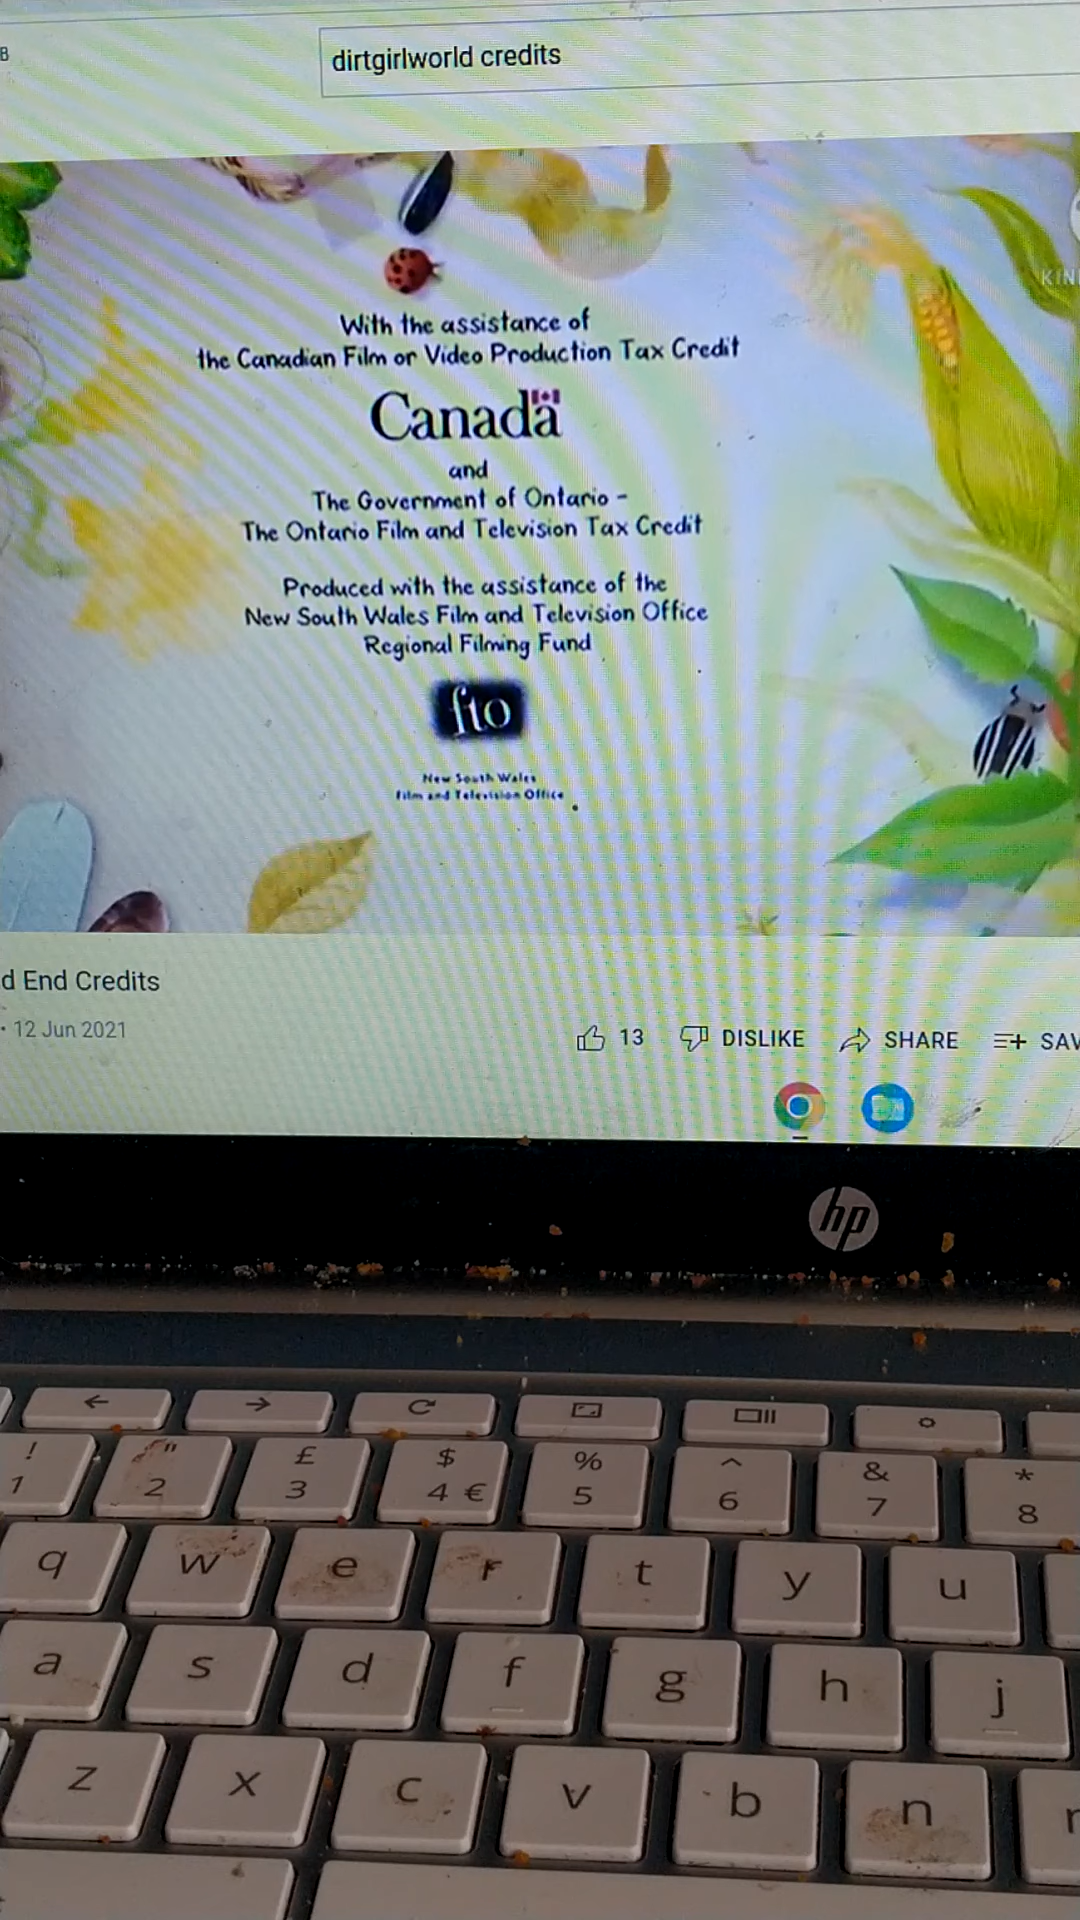 B
dirtgirlworld credits
KIN
With the assistance of
the Canadian Film or Video Production Tax Credit
Canada
and
The Government of Ontario -
The Ontario Film and Television Tax Credit
Produced with the assistance of the
New South Wales Film and Television Office
Regional Filming Fund
fto
New South Wales
Film and Television Office
d End Credits
· 12 Jun 2021
13 DISLIKE SHARE SAV
hp
! " £ $ % ^ & *
1 2 3 4 € 5 6 7 8
q w e r t y u
a s d f g h j
z x c v b n